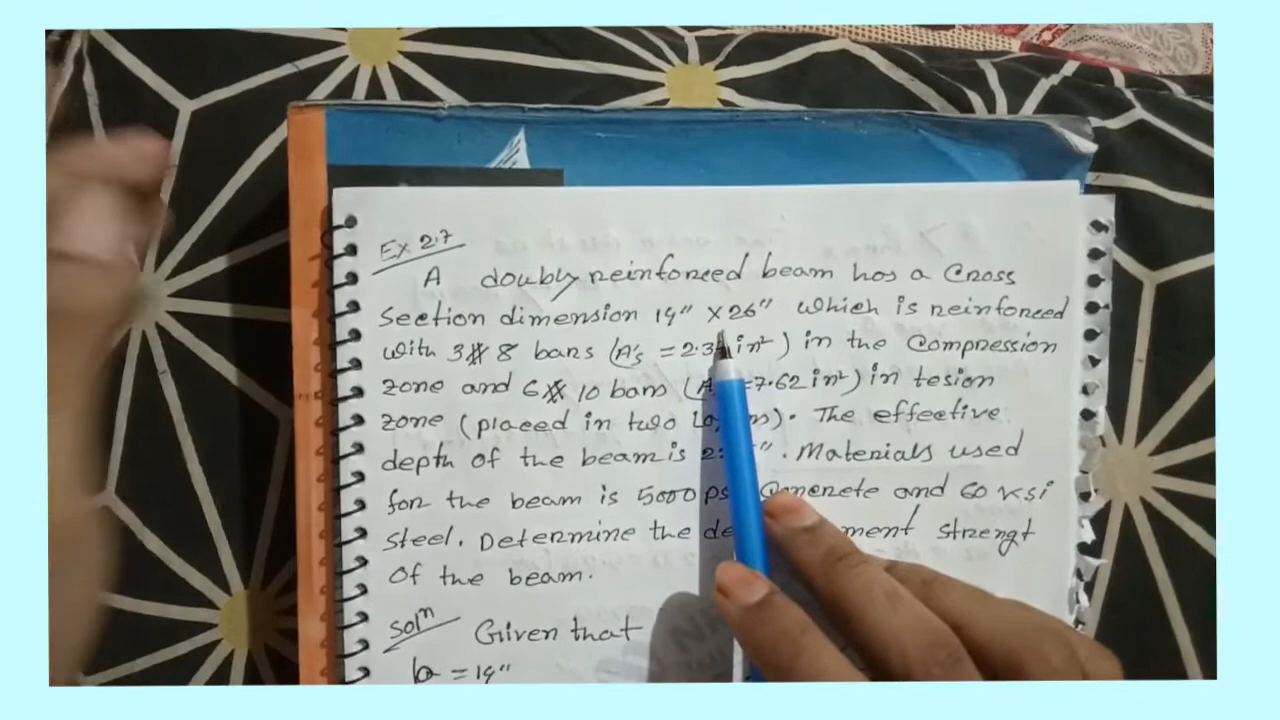 Ex 2.7
A doubly reinforced beam has a Cross
Section dimension 14" X 26" which is reinforced
with 3# 8 bars (A's = 2.3 in²) in the Compression
zone and 6# 10 bars ( =7.62 in²) in tesion
zone (placed in two ). The effective
depth of the beam is ". Materials used
for the beam is 5000 Concrete and 60 ksi
steel. Determine the strengt
Of the beam.
Solⁿ Given that
b = 14"